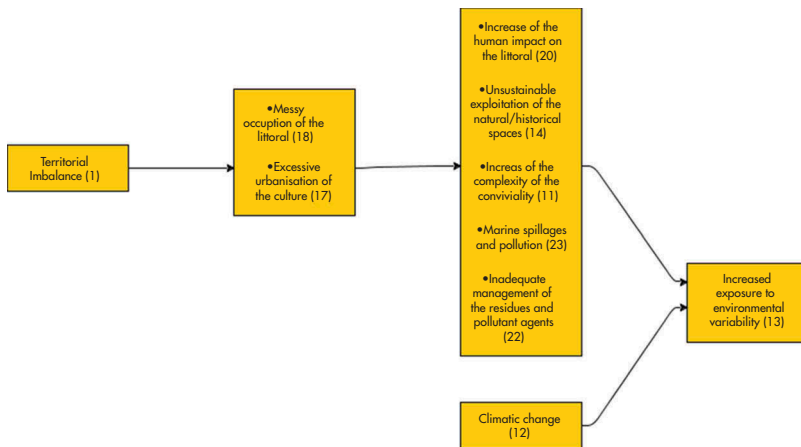 Territorial
Imbalance (1)
•Messy
occuption of the
littoral (18)
•Excessive
urbanisation of
the culture (17)
•Increase of the
human impact on
the littoral (20)
•Unsustainable
exploitation of the
natural/historical
spaces (14)
•Increas of the
complexity of the
conviviality (11)
•Marine spillages
and pollution (23)
•Inadequate
management of
the residues and
pollutant agents
(22)
Climatic change
(12)
Increased
exposure to
environmental
variability (13)